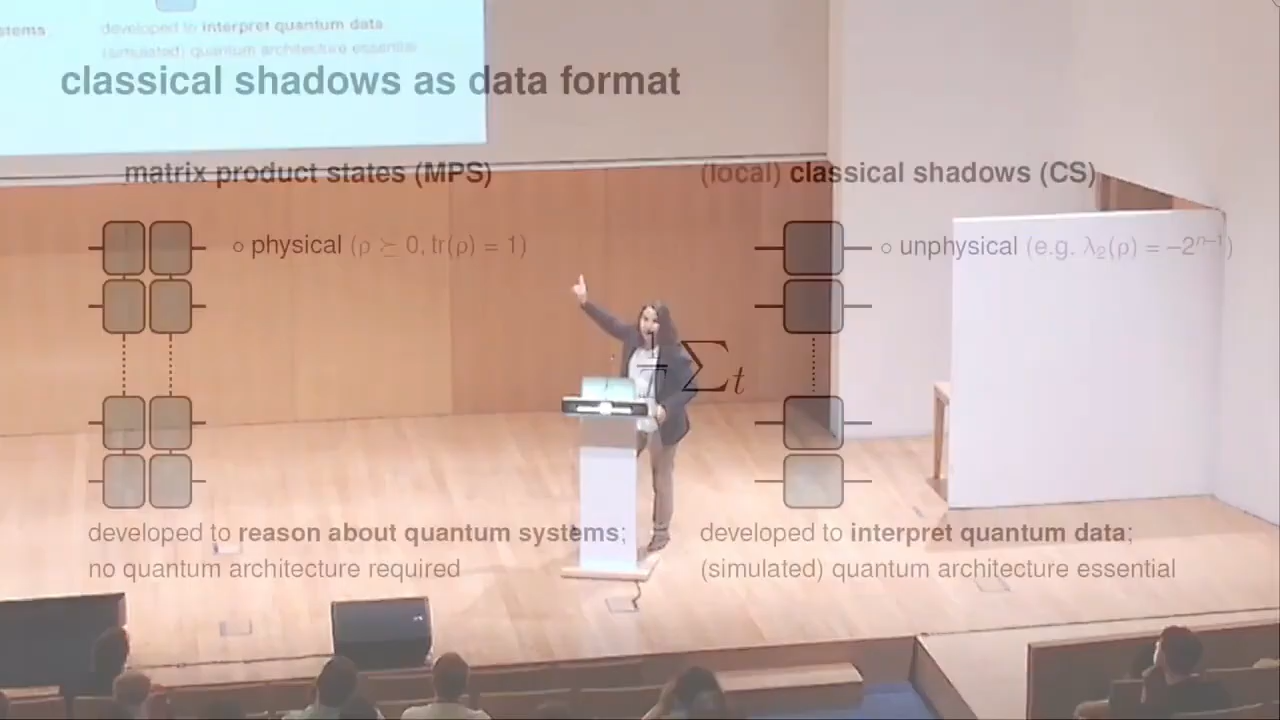 stems
developed to interpret quantum data
(simulated) quantum architecture essential
classical shadows as data format
matrix product states (MPS)
(local) classical shadows (CS)
○ physical (ρ ⪰ 0, tr(ρ) = 1)
○ unphysical (e.g. λ₂(ρ) = −2ⁿ⁻¹)
∑ₜ
developed to reason about quantum systems;
no quantum architecture required
developed to interpret quantum data;
(simulated) quantum architecture essential